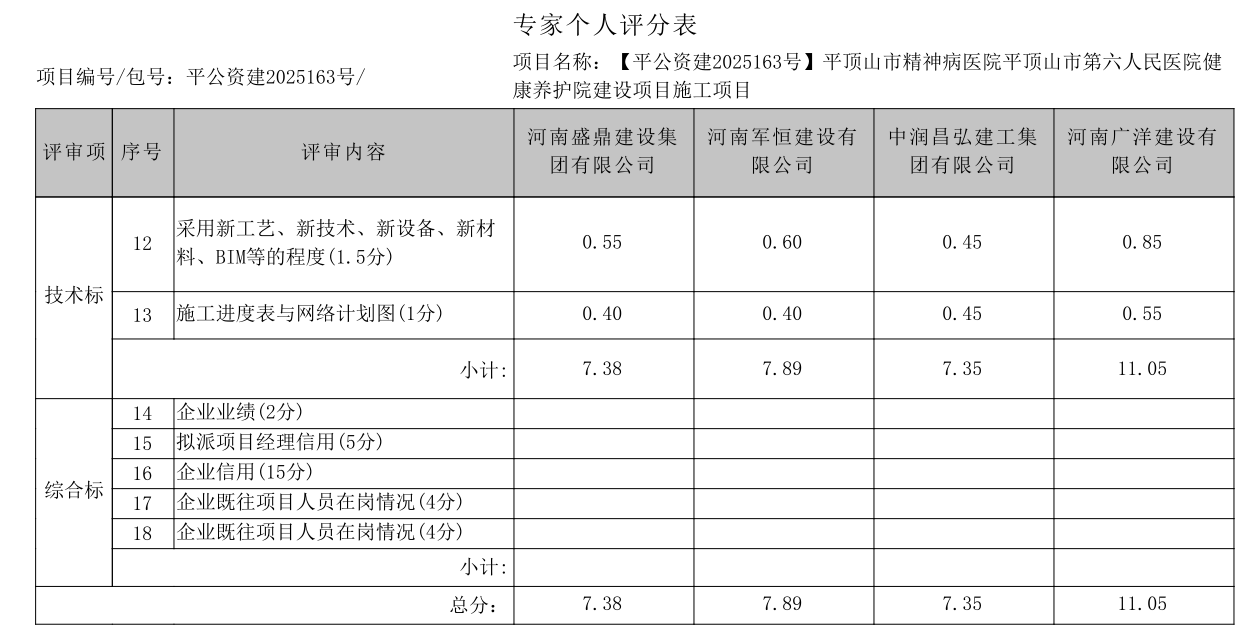 专家个人评分表
项目编号/包号: 平公资建2025163号/
项目名称: 【平公资建2025163号】平顶山市精神病医院平顶山市第六人民医院健
康养护院建设项目施工项目
评审项 序号 评审内容 河南盛鼎建设集 河南军恒建设有 中润昌弘建工集 河南广洋建设有
团有限公司 限公司 团有限公司 限公司
技术标
12 采用新工艺、新技术、新设备、新材 0.55 0.60 0.45 0.85
料、BIM等的程度(1.5分)
13 施工进度表与网络计划图(1分) 0.40 0.40 0.45 0.55
小计: 7.38 7.89 7.35 11.05
综合标
14 企业业绩(2分)
15 拟派项目经理信用(5分)
16 企业信用(15分)
17 企业既往项目人员在岗情况(4分)
18 企业既往项目人员在岗情况(4分)
小计:
总分: 7.38 7.89 7.35 11.05